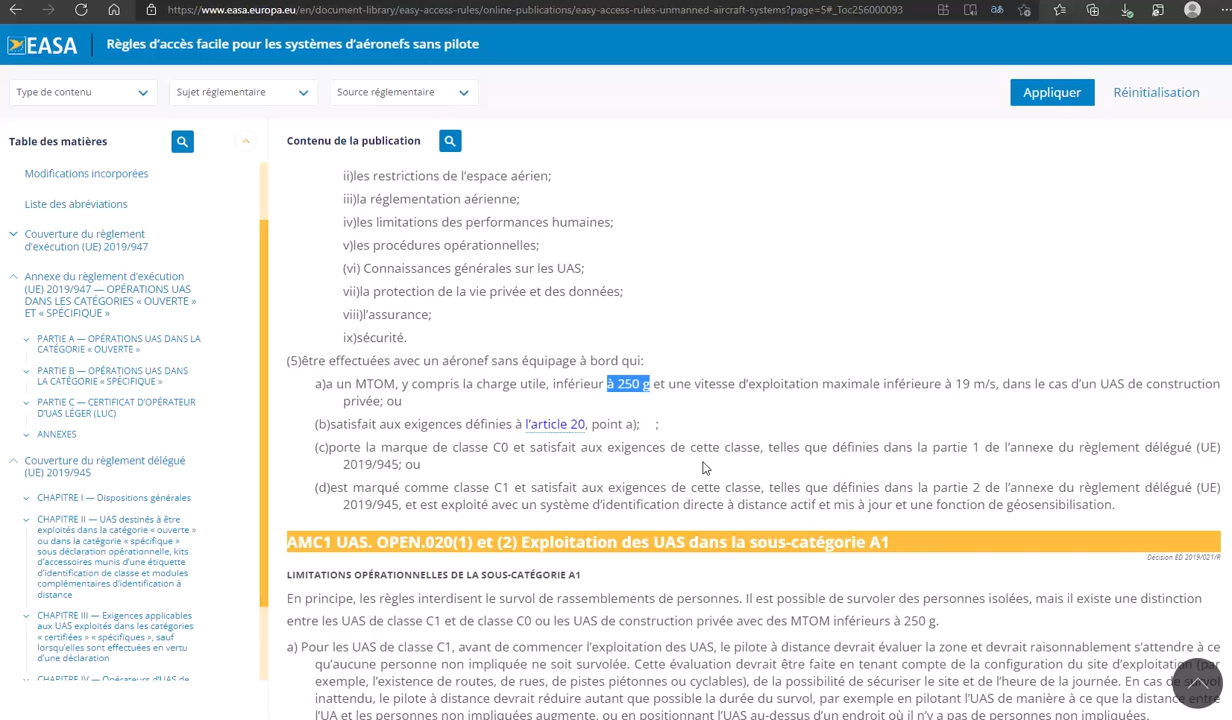 https://www.easa.europa.eu/en/document-library/easy-access-rules/online-publications/easy-access-rules-unmanned-aircraft-systems?page=5#_Toc256000093
EASA
Règles d’accès facile pour les systèmes d’aéronefs sans pilote
Type de contenu
Sujet réglementaire
Source réglementaire
Appliquer
Réinitialisation
Table des matières
Modifications incorporées
Liste des abréviations
Couverture du règlement
d’exécution (UE) 2019/947
Annexe du règlement d’exécution
(UE) 2019/947 — OPÉRATIONS UAS
DANS LES CATÉGORIES « OUVERTE »
ET « SPÉCIFIQUE »
PARTIE A — OPÉRATIONS UAS DANS LA
CATÉGORIE « OUVERTE »
PARTIE B — OPÉRATIONS UAS DANS
LA CATÉGORIE « SPÉCIFIQUE »
PARTIE C — CERTIFICAT D’OPÉRATEUR
D’UAS LÉGER (LUC)
ANNEXES
Couverture du règlement délégué
(UE) 2019/945
CHAPITRE I — Dispositions générales
CHAPITRE II — UAS destinés à être
exploités dans la catégorie « ouverte »
ou dans la catégorie « spécifique »
sous déclaration opérationnelle, kits
d’accessoires munis d’une étiquette
d’identification de classe et modules
complémentaires d’identification à
distance
CHAPITRE III — Exigences applicables
aux UAS exploités dans les catégories
« certifiées » « spécifiques », sauf
lorsqu’elles sont effectuées en vertu
d’une déclaration
CHAPITRE IV — Opérateurs d’UAS de
Contenu de la publication
ii)les restrictions de l’espace aérien;
iii)la réglementation aérienne;
iv)les limitations des performances humaines;
v)les procédures opérationnelles;
(vi) Connaissances générales sur les UAS;
vii)la protection de la vie privée et des données;
viii)l’assurance;
ix)sécurité.
(5)être effectuées avec un aéronef sans équipage à bord qui:
a)a un MTOM, y compris la charge utile, inférieur à 250 g et une vitesse d’exploitation maximale inférieure à 19 m/s, dans le cas d’un UAS de construction
privée; ou
(b)satisfait aux exigences définies à l’article 20, point a); ;
(c)porte la marque de classe C0 et satisfait aux exigences de cette classe, telles que définies dans la partie 1 de l’annexe du règlement délégué (UE)
2019/945; ou
(d)est marqué comme classe C1 et satisfait aux exigences de cette classe, telles que définies dans la partie 2 de l’annexe du règlement délégué (UE)
2019/945, et est exploité avec un système d’identification directe à distance actif et mis à jour et une fonction de géosensibilisation.
AMC1 UAS. OPEN.020(1) et (2) Exploitation des UAS dans la sous-catégorie A1
Décision ED 2019/021/R
LIMITATIONS OPÉRATIONNELLES DE LA SOUS-CATÉGORIE A1
En principe, les règles interdisent le survol de rassemblements de personnes. Il est possible de survoler des personnes isolées, mais il existe une distinction
entre les UAS de classe C1 et de classe C0 ou les UAS de construction privée avec des MTOM inférieurs à 250 g.
a) Pour les UAS de classe C1, avant de commencer l’exploitation des UAS, le pilote à distance devrait évaluer la zone et devrait raisonnablement s’attendre à ce
qu’aucune personne non impliquée ne soit survolée. Cette évaluation devrait être faite en tenant compte de la configuration du site d’exploitation (par
exemple, l’existence de routes, de rues, de pistes piétonnes ou cyclables), de la possibilité de sécuriser le site et de l’heure de la journée. En cas de survol
inattendu, le pilote à distance devrait réduire autant que possible la durée du survol, par exemple en pilotant l’UAS de manière à ce que la distance entre
l’UA et les personnes non impliquées augmente, ou en positionnant l’UAS au-dessus d’un endroit où il n’y a pas de personnes non impliquées.